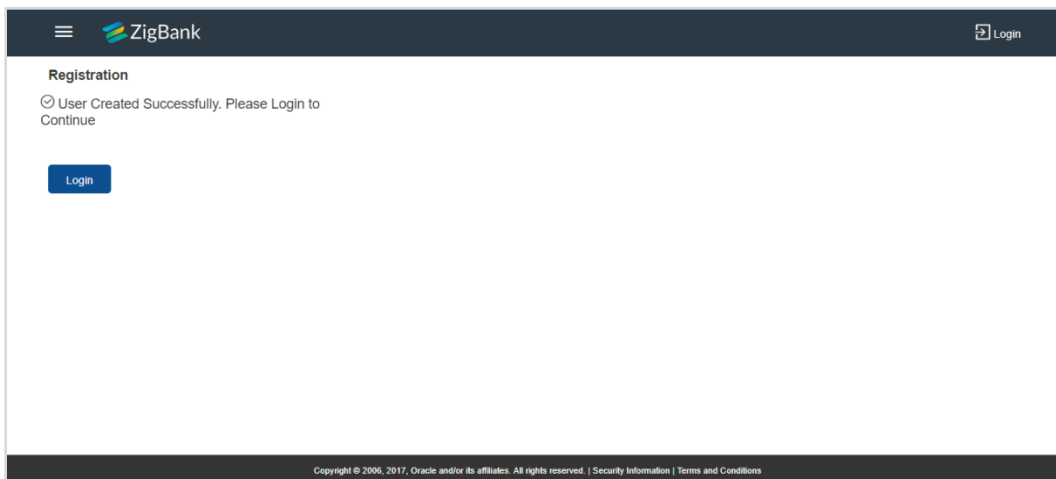 ZigBank
Login
Registration
User Created Successfully. Please Login to
Continue
Login
Copyright © 2006, 2017, Oracle and/or its affiliates. All rights reserved. | Security Information | Terms and Conditions